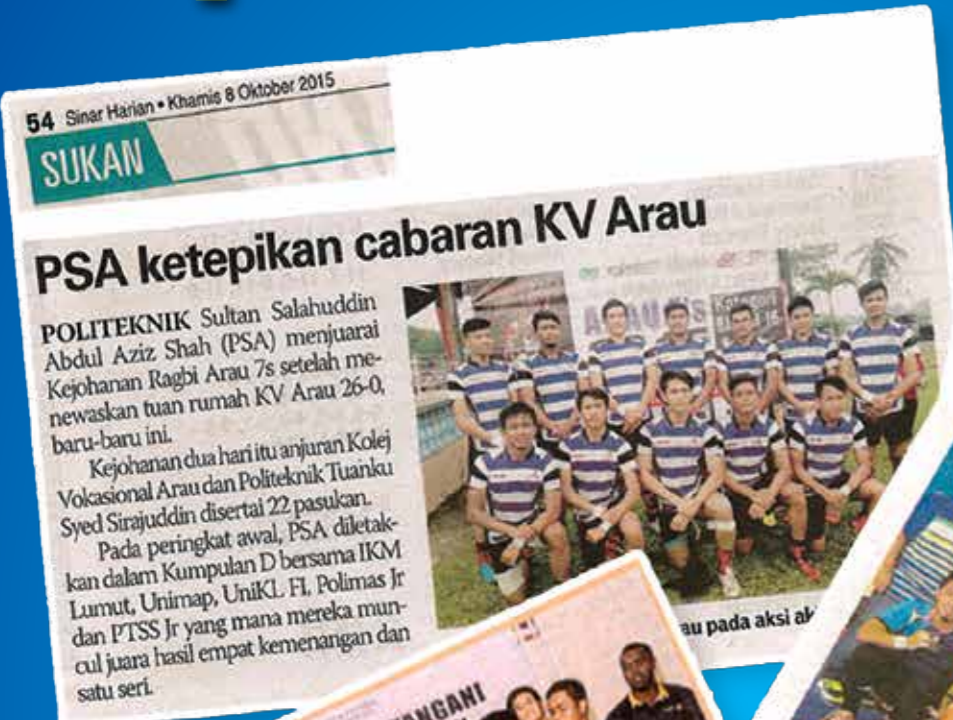 54 Sinar Harian • Khamis 8 Oktober 2015
SUKAN
PSA ketepikan cabaran KV Arau
POLITEKNIK Sultan Salahuddin
Abdul Aziz Shah (PSA) menjuarai
Kejohanan Ragbi Arau 7s setelah me-
newaskan tuan rumah KV Arau 26-0,
baru-baru ini.
Kejohanan dua hari itu anjuran Kolej
Vokasional Arau dan Politeknik Tuanku
Syed Sirajuddin disertai 22 pasukan.
Pada peringkat awal, PSA diletak-
kan dalam Kumpulan D bersama IKM
Lumut, Unimap, UniKL FI, Polimas Jr
dan PTSS Jr yang mana mereka mun-
cul juara hasil empat kemenangan dan
satu seri.
pada aksi